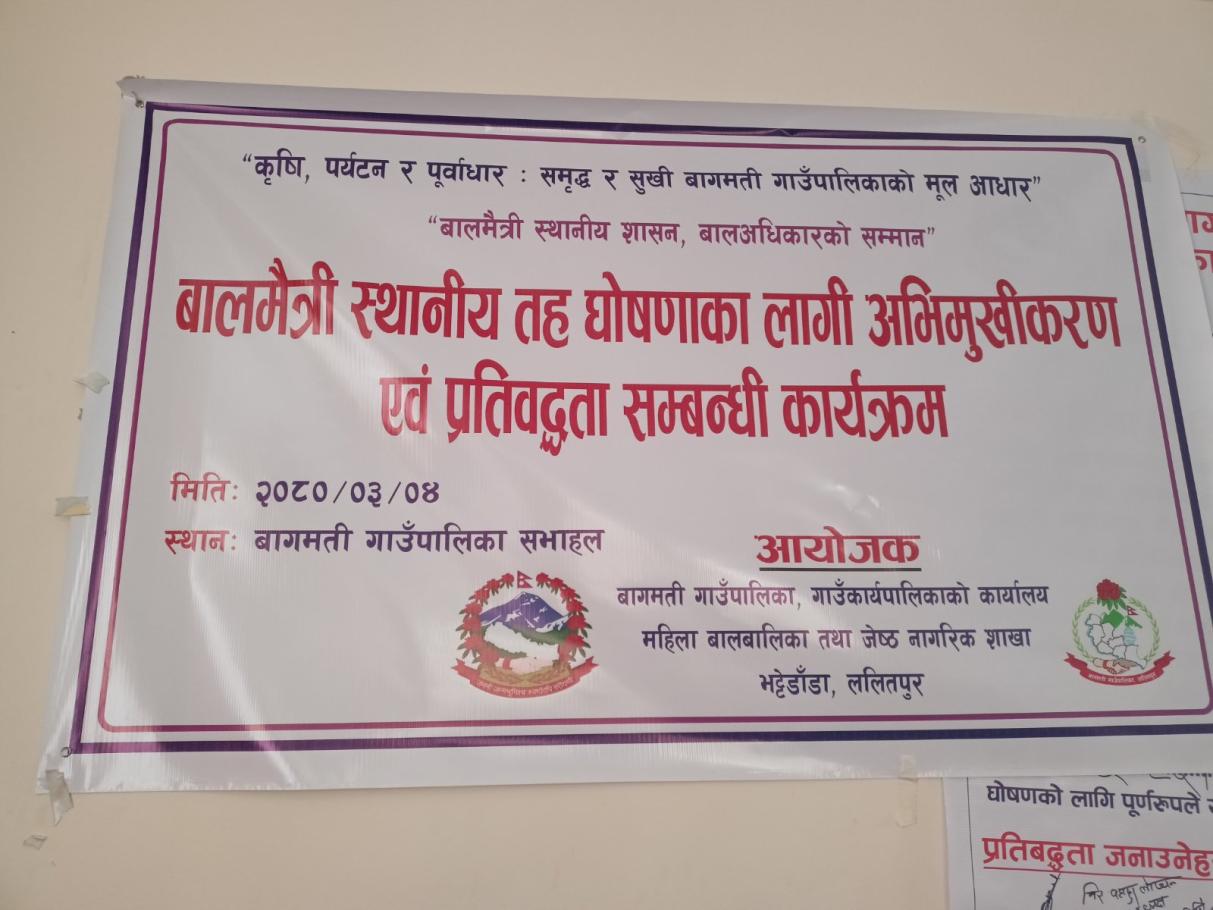 “कृषि, पर्यटन र पूर्वाधार : समृद्ध र सुखी बागमती गाउँपालिकाको मूल आधार”
“बालमैत्री स्थानीय शासन, बालअधिकारको सम्मान”
बालमैत्री स्थानीय तह घोषणाका लागी अभिमुखीकरण
एवं प्रतिवद्धता सम्बन्धी कार्यक्रम
मितिः २०८०/०३/०४
स्थानः बागमती गाउँपालिका सभाहल
आयोजक
बागमती गाउँपालिका, गाउँकार्यपालिकाको कार्यालय
महिला बालबालिका तथा जेष्ठ नागरिक शाखा
भट्टेडाँडा, ललितपुर
घोषणको लागि पूर्णरुपले
प्रतिबद्धता जनाउनेह